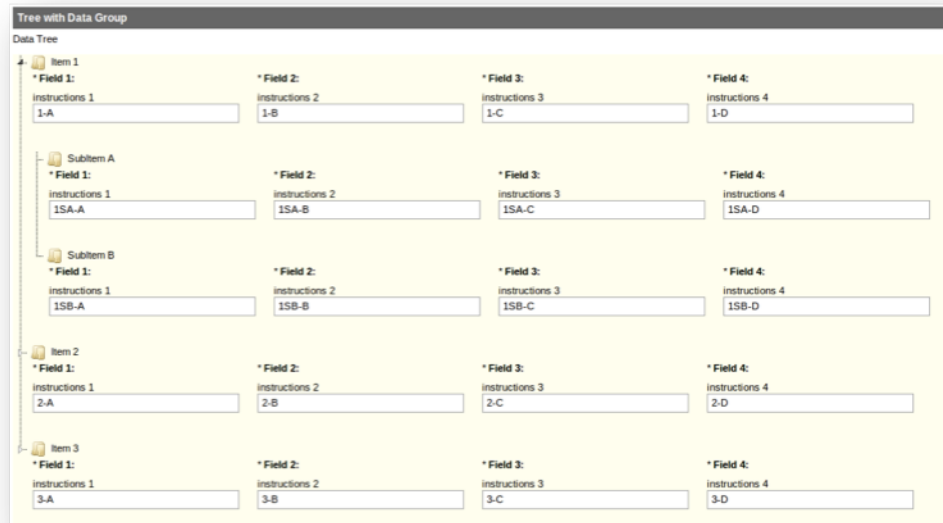 Tree with Data Group
Data Tree
Item 1
* Field 1: * Field 2: * Field 3: * Field 4:
instructions 1 instructions 2 instructions 3 instructions 4
1-A 1-B 1-C 1-D
SubItem A
* Field 1: * Field 2: * Field 3: * Field 4:
instructions 1 instructions 2 instructions 3 instructions 4
1SA-A 1SA-B 1SA-C 1SA-D
SubItem B
* Field 1: * Field 2: * Field 3: * Field 4:
instructions 1 instructions 2 instructions 3 instructions 4
1SB-A 1SB-B 1SB-C 1SB-D
Item 2
* Field 1: * Field 2: * Field 3: * Field 4:
instructions 1 instructions 2 instructions 3 instructions 4
2-A 2-B 2-C 2-D
Item 3
* Field 1: * Field 2: * Field 3: * Field 4:
instructions 1 instructions 2 instructions 3 instructions 4
3-A 3-B 3-C 3-D